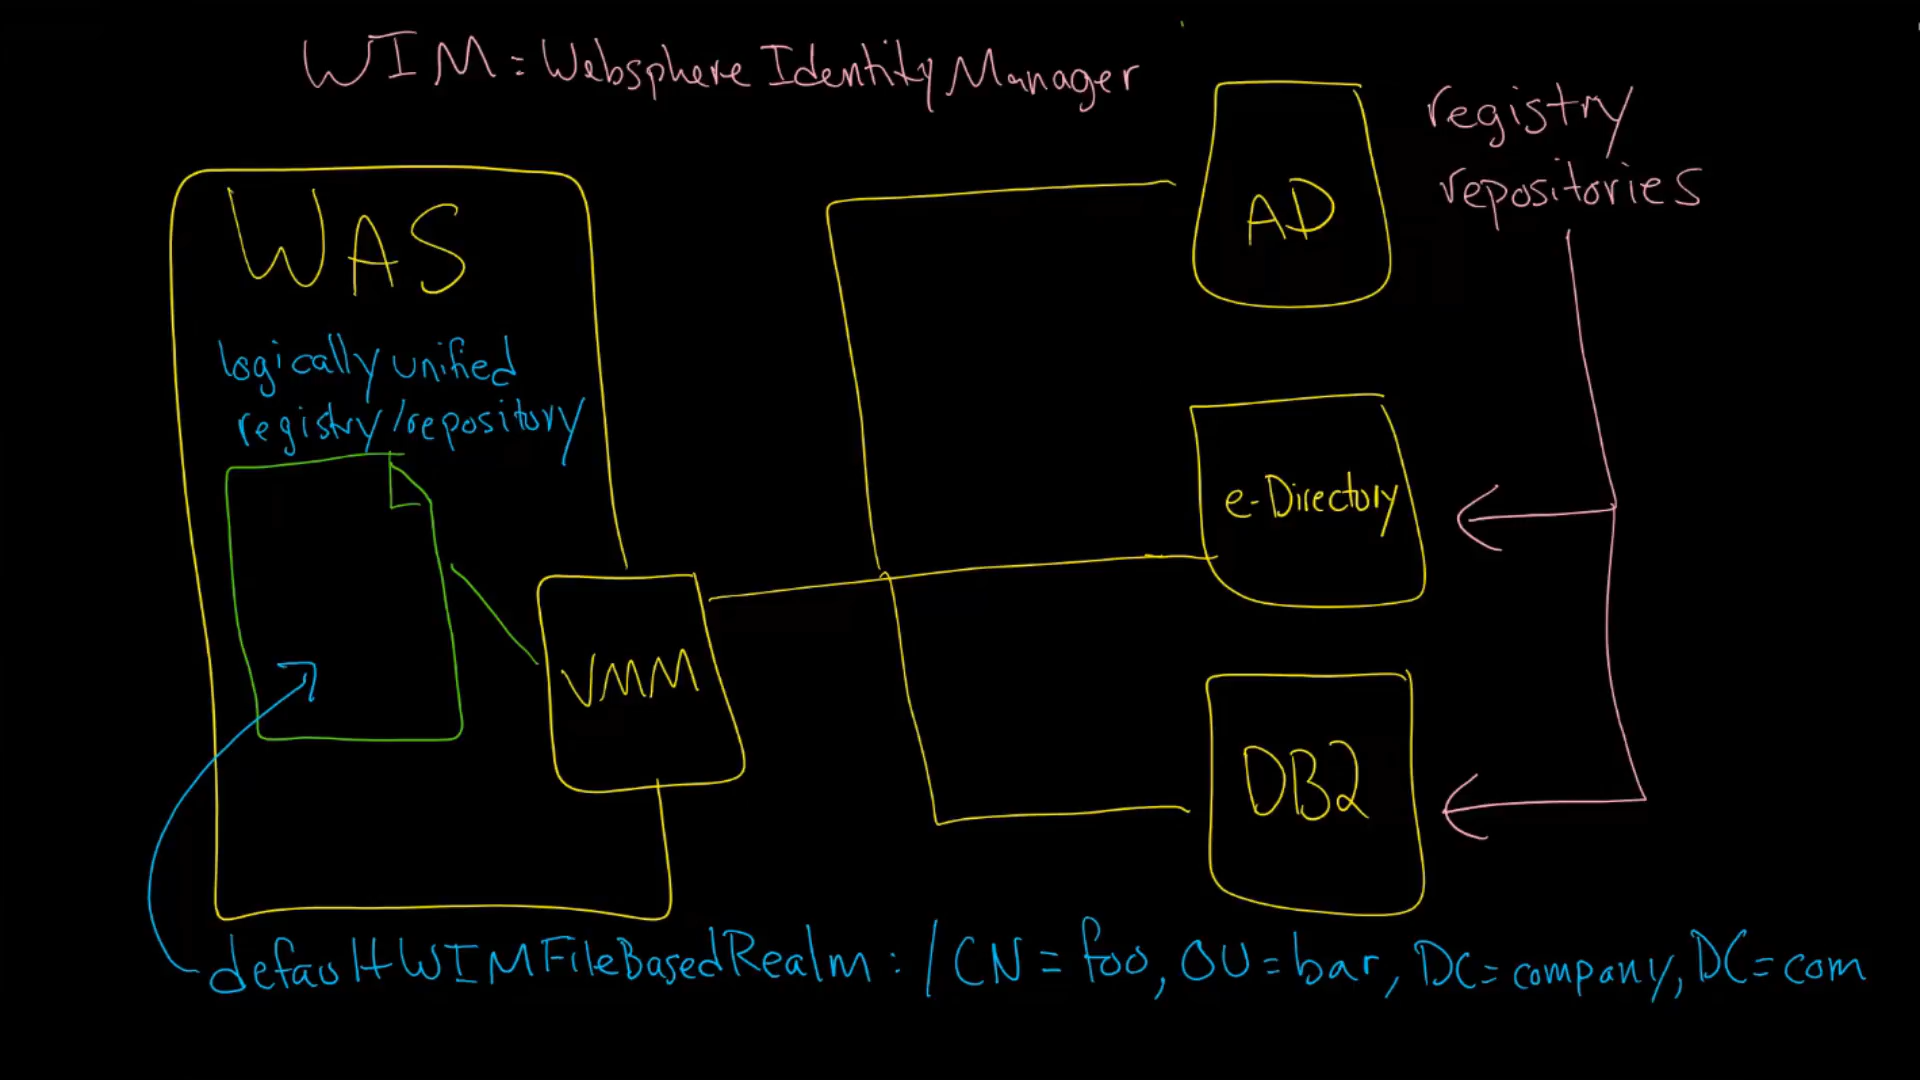 WIM = Websphere Identity Manager
registry
repositories
AD
WAS
logically unified
registry/repository
e-Directory
VMM
DB2
defaultWIMFileBasedRealm: / CN = foo, OU = bar, DC = company, DC = com